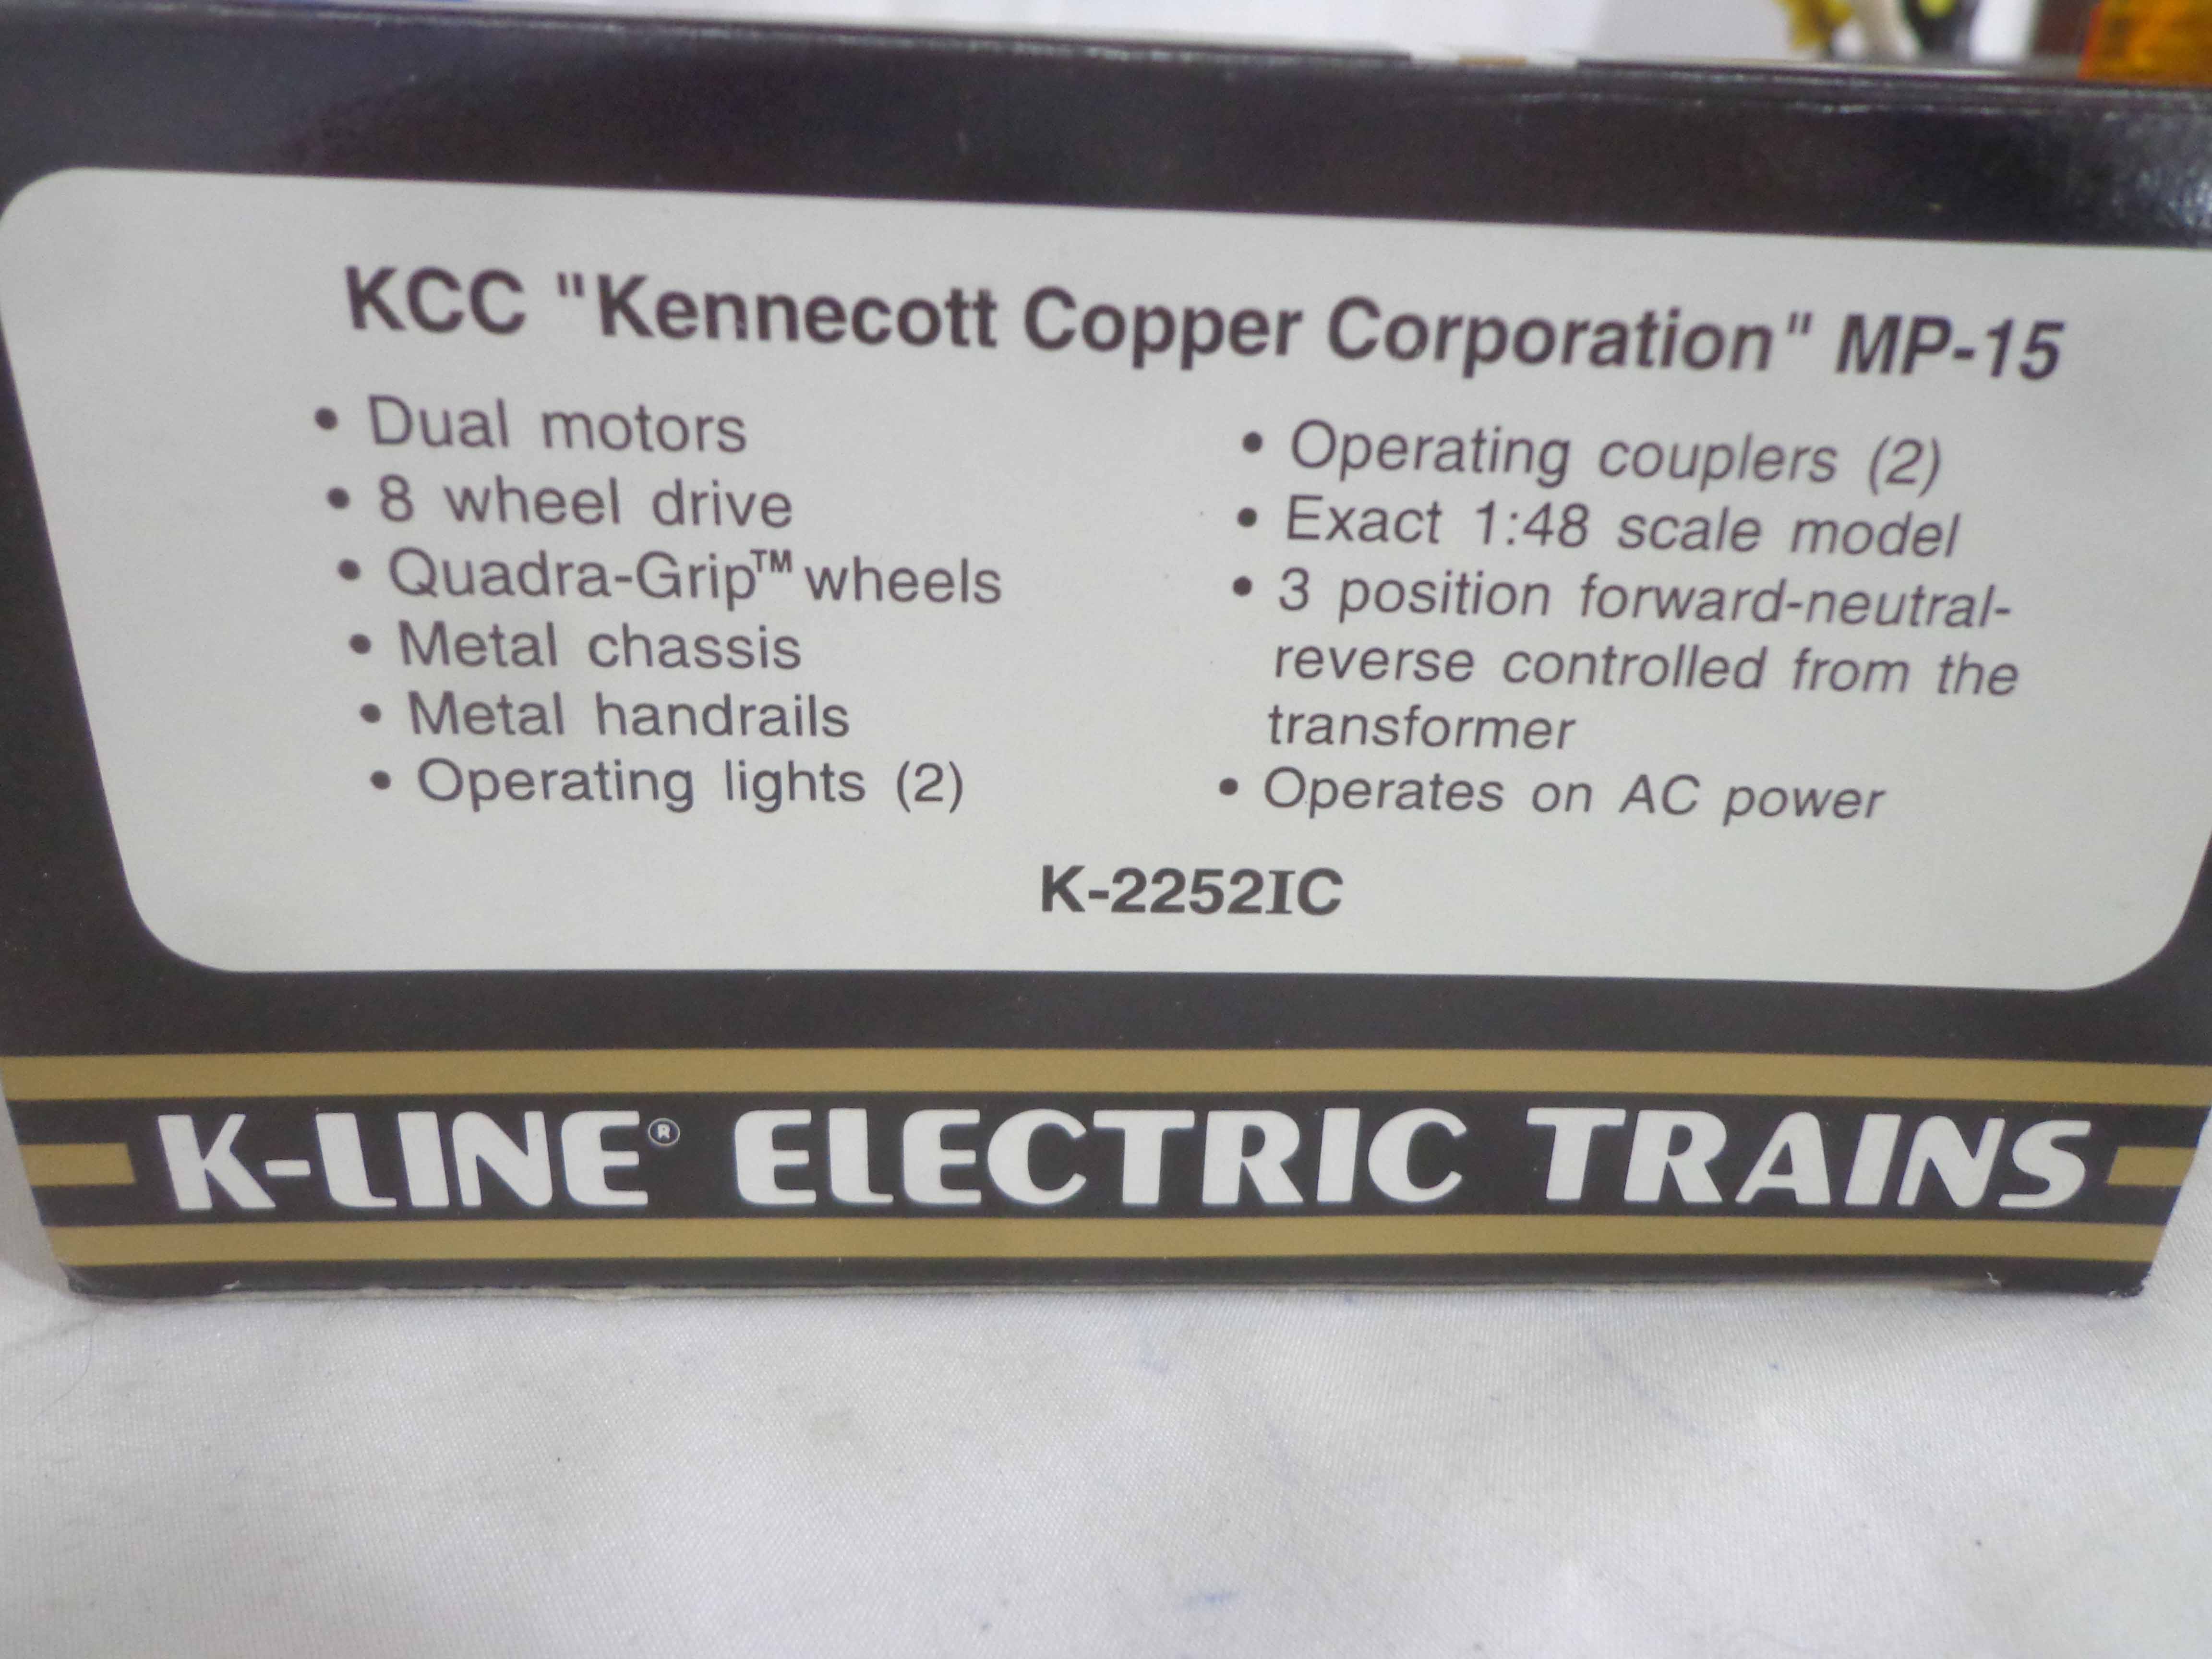 KCC "Kennecott Copper Corporation" MP-15
• Dual motors
• 8 wheel drive
• Quadra-Grip™ wheels
• Metal chassis
• Metal handrails
• Operating lights (2)
• Operating couplers (2)
• Exact 1:48 scale model
• 3 position forward-neutral-
reverse controlled from the
transformer
• Operates on AC power
K-2252IC
K-LINE® ELECTRIC TRAINS